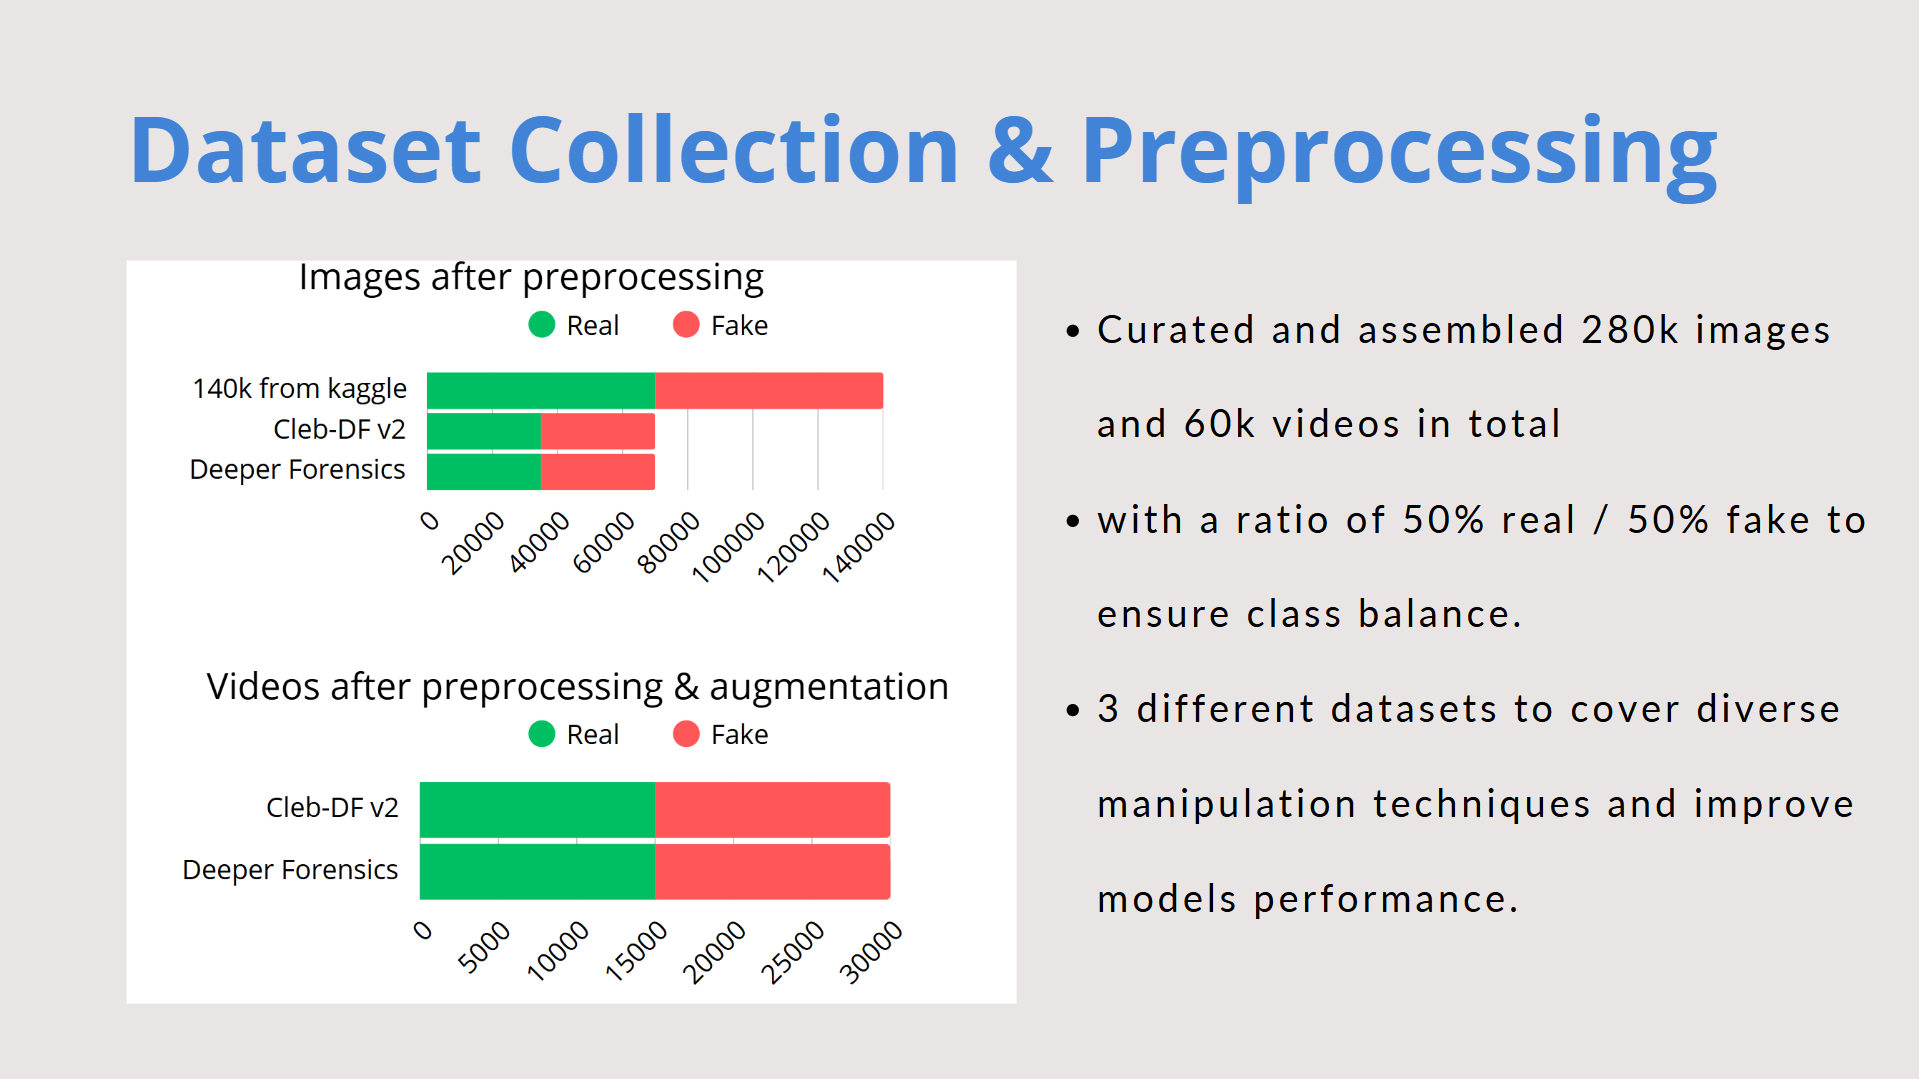 Dataset Collection & Preprocessing
Images after preprocessing
Real Fake
140k from kaggle
Cleb-DF v2
Deeper Forensics
0 20000 40000 60000 80000 100000 120000 140000
Videos after preprocessing & augmentation
Real Fake
Cleb-DF v2
Deeper Forensics
0 5000 10000 15000 20000 25000 30000
• Curated and assembled 280k images
and 60k videos in total
• with a ratio of 50% real / 50% fake to
ensure class balance.
• 3 different datasets to cover diverse
manipulation techniques and improve
models performance.